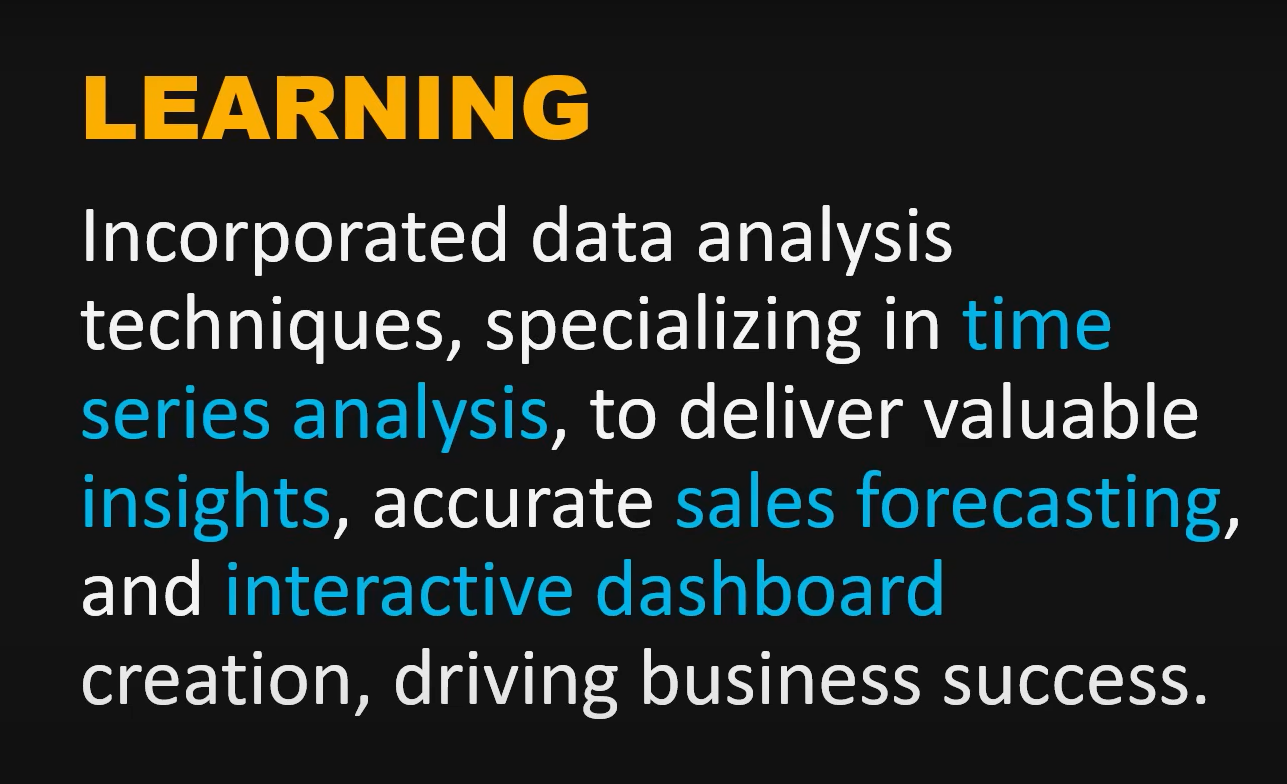 LEARNING
Incorporated data analysis
techniques, specializing in time
series analysis, to deliver valuable
insights, accurate sales forecasting,
and interactive dashboard
creation, driving business success.